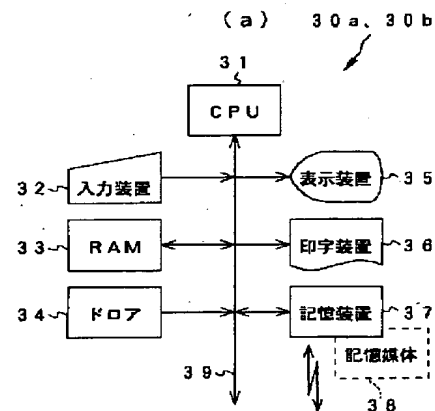 (a) 30a、30b
31
CPU
32 入力装置 表示装置 35
33 RAM 印字装置 36
34 ドロア 記憶装置 37
39 記憶媒体
38